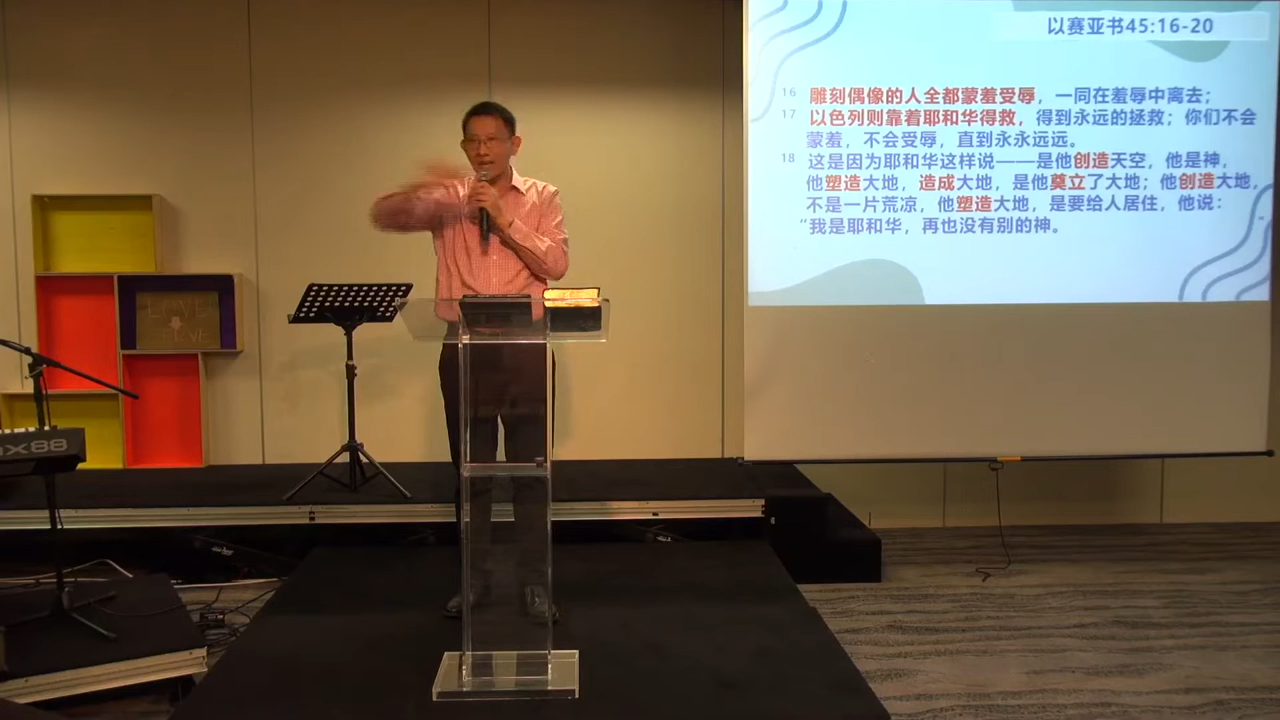 以赛亚书45:16-20
16 雕刻偶像的人全都蒙羞受辱，一同在羞辱中离去；
17 以色列则靠着耶和华得救，得到永远的拯救；你们不会
蒙羞，不会受辱，直到永永远远。
18 这是因为耶和华这样说——是他创造天空，他是神，
他塑造大地，造成大地，是他奠立了大地；他创造大地，
不是一片荒凉，他塑造大地，是要给人居住，他说：
“我是耶和华，再也没有别的神。
LOVE
SERVE
X88